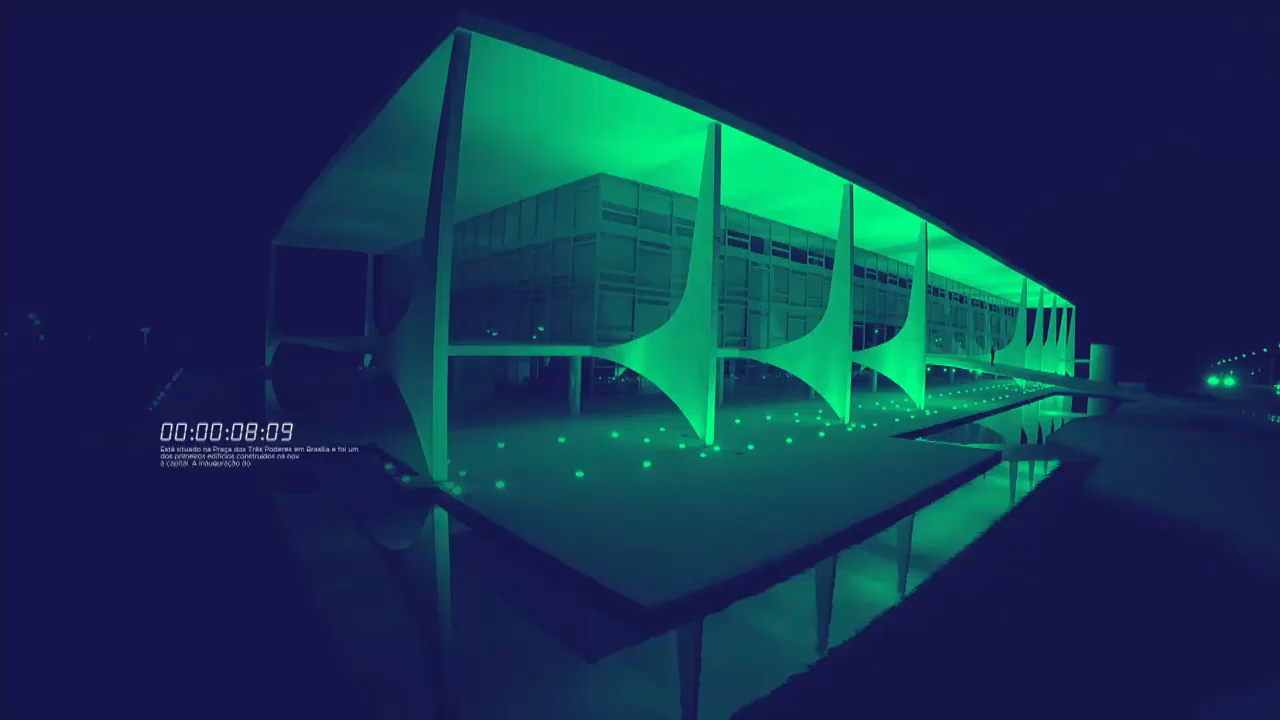 00:00:08:09
Está situado na Praça dos Três Poderes em Brasília e foi um
dos primeiros edifícios construídos na nov
a capital. A inauguração do